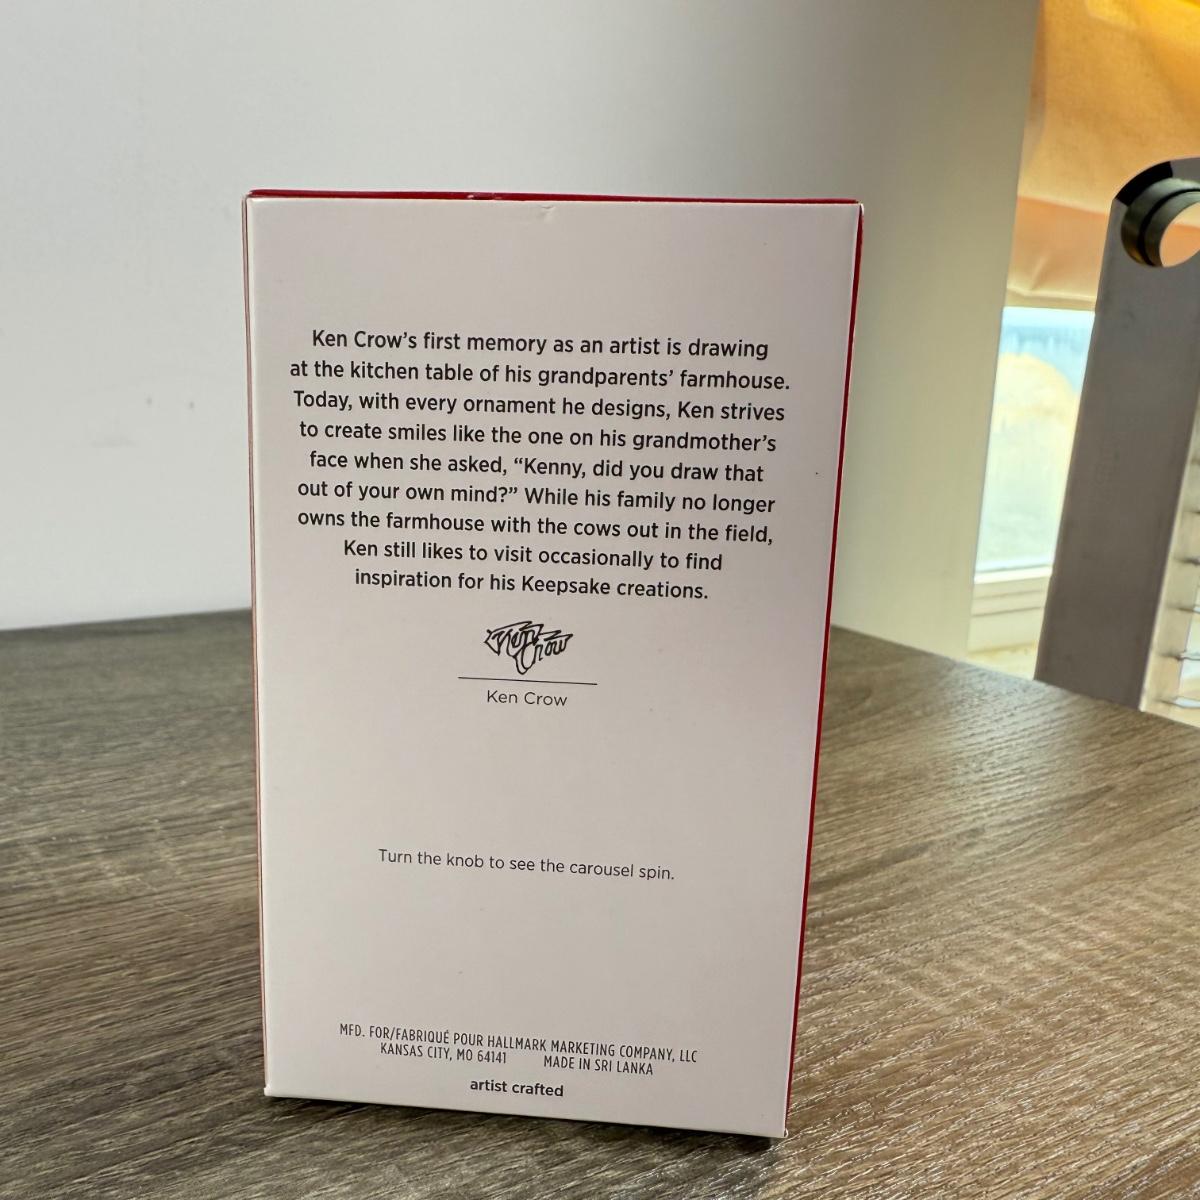 Ken Crow’s first memory as an artist is drawing
at the kitchen table of his grandparents’ farmhouse.
Today, with every ornament he designs, Ken strives
to create smiles like the one on his grandmother’s
face when she asked, “Kenny, did you draw that
out of your own mind?” While his family no longer
owns the farmhouse with the cows out in the field,
Ken still likes to visit occasionally to find
inspiration for his Keepsake creations.
Ken
Crow
Ken Crow
Turn the knob to see the carousel spin.
MFD. FOR/FABRIQUÉ POUR HALLMARK MARKETING COMPANY, LLC
KANSAS CITY, MO 64141 MADE IN SRI LANKA
artist crafted